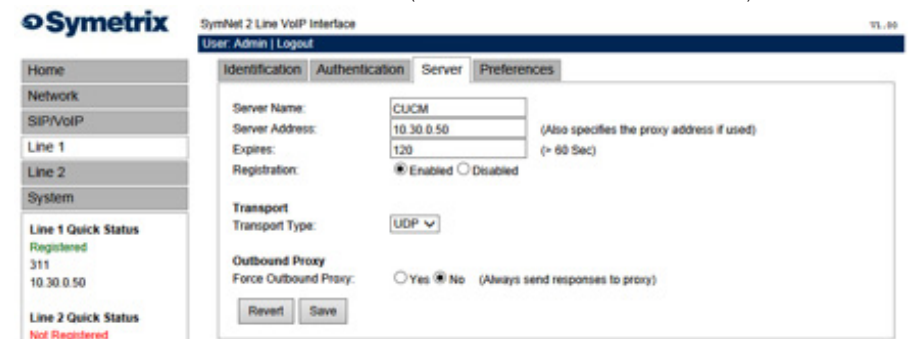 Symetrix
SymNet 2 Line VoIP Interface
V1.00
User: Admin | Logout
Home
Network
SIP/VoIP
Line 1
Line 2
System
Line 1 Quick Status
Registered
311
10.30.0.50
Line 2 Quick Status
Not Registered
Identification Authentication Server Preferences
Server Name: CUCM
Server Address: 10.30.0.50 (Also specifies the proxy address if used)
Expires: 120 (> 60 Sec)
Registration: Enabled Disabled
Transport
Transport Type: UDP
Outbound Proxy
Force Outbound Proxy: Yes No (Always send responses to proxy)
Revert Save